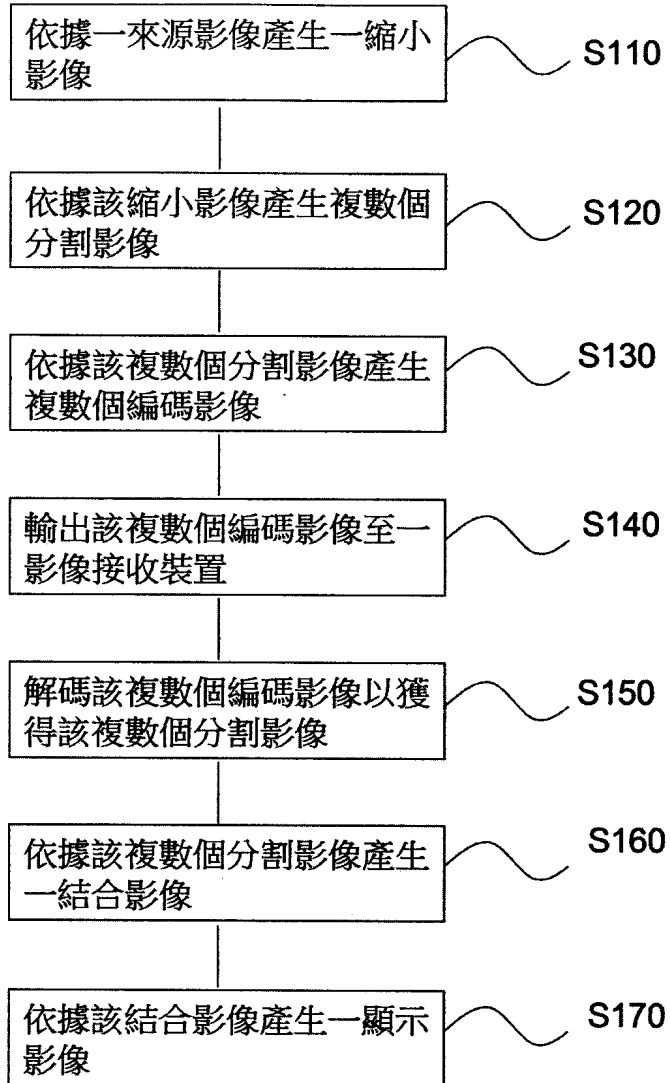 依據一來源影像產生一縮小
影像
S110
依據該縮小影像產生複數個
分割影像
S120
依據該複數個分割影像產生
複數個編碼影像
S130
輸出該複數個編碼影像至一
影像接收裝置
S140
解碼該複數個編碼影像以獲
得該複數個分割影像
S150
依據該複數個分割影像產生
一結合影像
S160
依據該結合影像產生一顯示
影像
S170